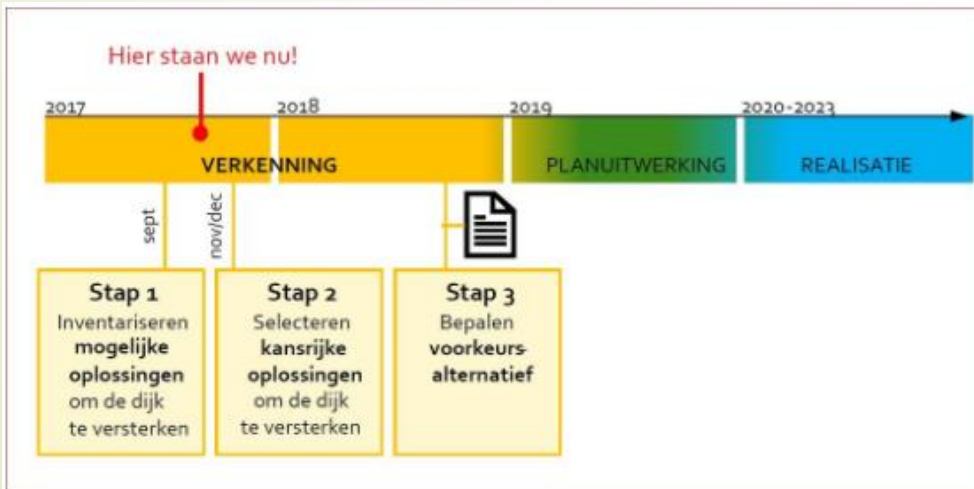 Hier staan we nu!
2017
2018
2019
2020-2023
VERKENNING
PLANUITWERKING
REALISATIE
sept
nov/dec
Stap 1
Inventariseren
mogelijke
oplossingen
om de dijk
te versterken
Stap 2
Selecteren
kansrijke
oplossingen
om de dijk
te versterken
Stap 3
Bepalen
voorkeurs-
alternatief